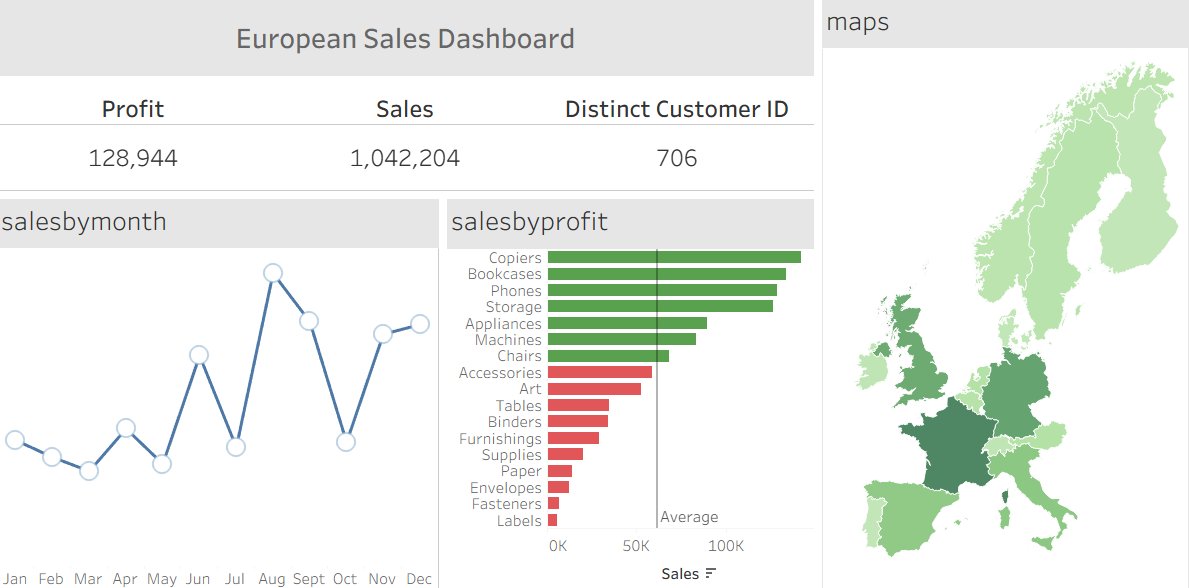 European Sales Dashboard
Profit Sales Distinct Customer ID
128,944 1,042,204 706
salesbymonth
Jan Feb Mar Apr May Jun Jul Aug Sept Oct Nov Dec
salesbyprofit
Copiers
Bookcases
Phones
Storage
Appliances
Machines
Chairs
Accessories
Art
Tables
Binders
Furnishings
Supplies
Paper
Envelopes
Fasteners
Labels
Average
0K 50K 100K
Sales
maps